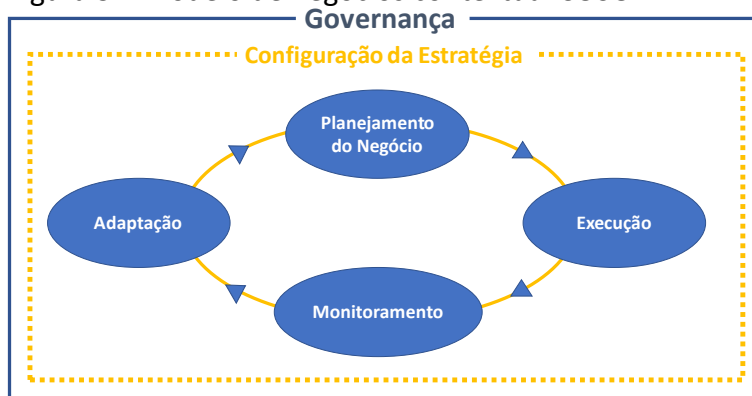 Governança
Configuração da Estratégia
Planejamento
do Negócio
Adaptação
Execução
Monitoramento